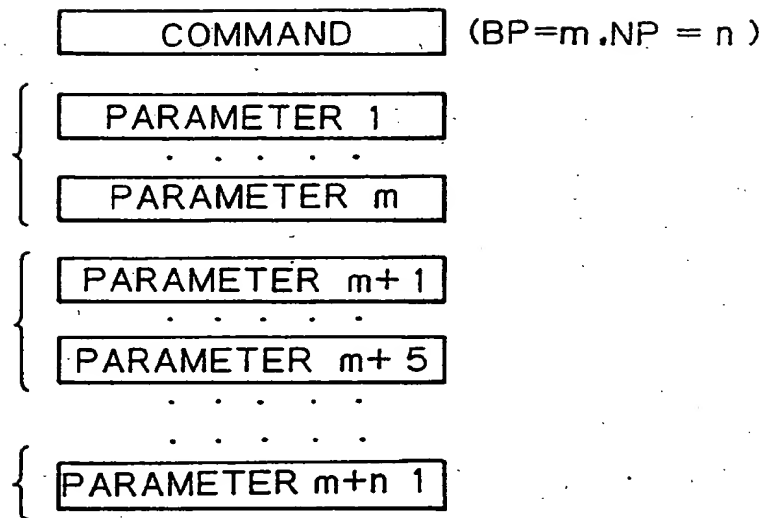 COMMAND (BP=m.NP = n )
PARAMETER 1
. . . . .
PARAMETER m
PARAMETER m+ 1
. . . . .
PARAMETER m+ 5
. . . . .
. . . . .
PARAMETER m+n 1